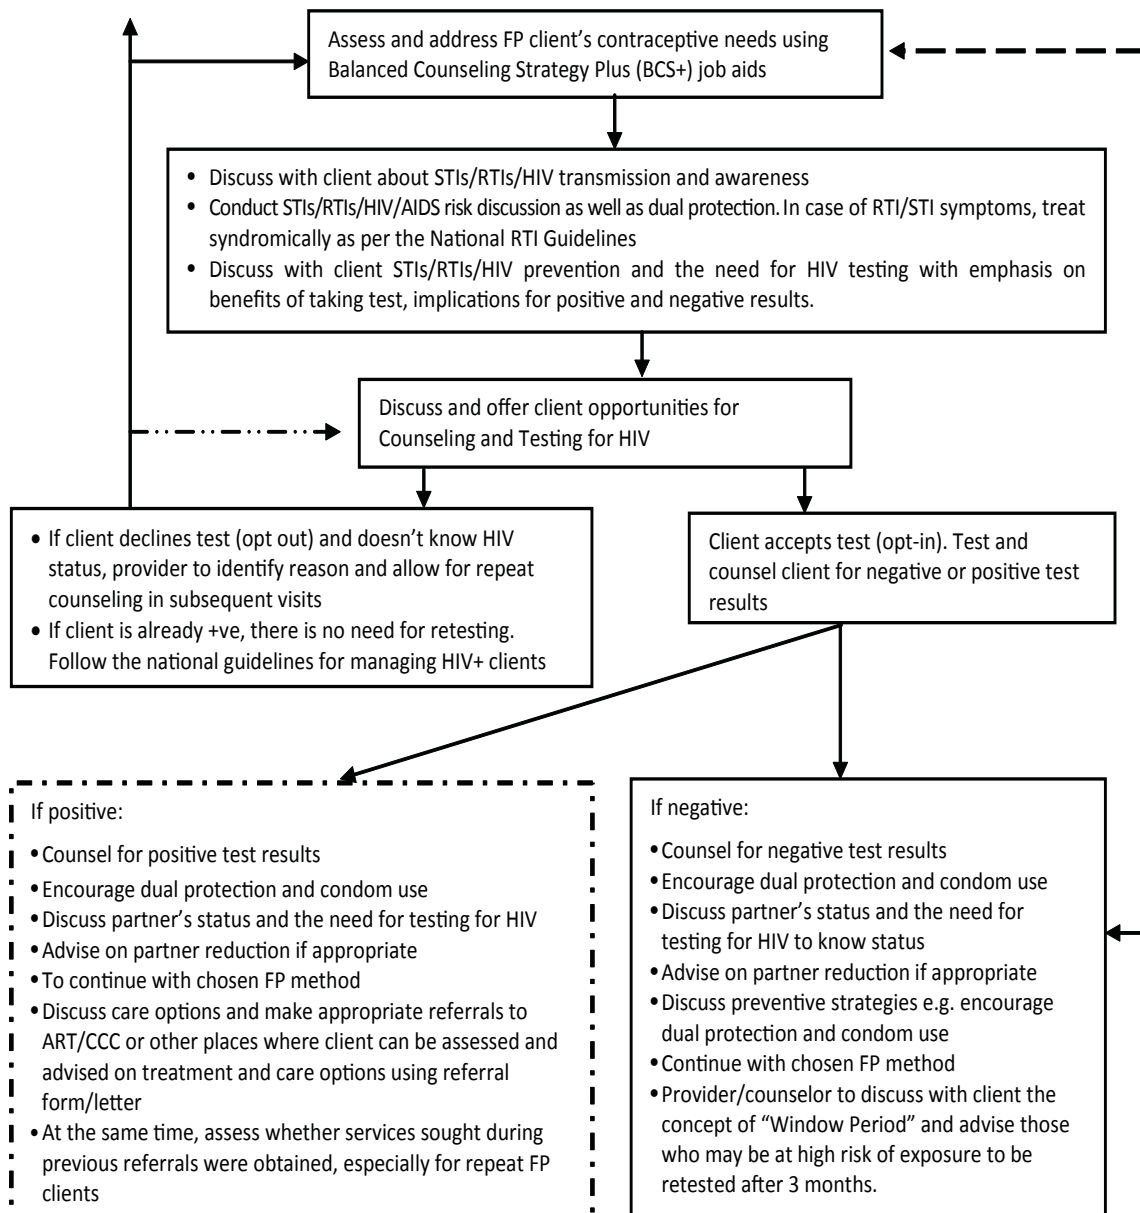 Assess and address FP client’s contraceptive needs using
Balanced Counseling Strategy Plus (BCS+) job aids
• Discuss with client about STIs/RTIs/HIV transmission and awareness
• Conduct STIs/RTIs/HIV/AIDS risk discussion as well as dual protection. In case of RTI/STI symptoms, treat
syndromically as per the National RTI Guidelines
• Discuss with client STIs/RTIs/HIV prevention and the need for HIV testing with emphasis on
benefits of taking test, implications for positive and negative results.
Discuss and offer client opportunities for
Counseling and Testing for HIV
• If client declines test (opt out) and doesn’t know HIV
status, provider to identify reason and allow for repeat
counseling in subsequent visits
• If client is already +ve, there is no need for retesting.
Follow the national guidelines for managing HIV+ clients
Client accepts test (opt-in). Test and
counsel client for negative or positive test
results
If positive:
• Counsel for positive test results
• Encourage dual protection and condom use
• Discuss partner’s status and the need for testing for HIV
• Advise on partner reduction if appropriate
• To continue with chosen FP method
• Discuss care options and make appropriate referrals to
ART/CCC or other places where client can be assessed and
advised on treatment and care options using referral
form/letter
• At the same time, assess whether services sought during
previous referrals were obtained, especially for repeat FP
clients
If negative:
• Counsel for negative test results
• Encourage dual protection and condom use
• Discuss partner’s status and the need for
testing for HIV to know status
• Advise on partner reduction if appropriate
• Discuss preventive strategies e.g. encourage
dual protection and condom use
• Continue with chosen FP method
• Provider/counselor to discuss with client the
concept of “Window Period” and advise those
who may be at high risk of exposure to be
retested after 3 months.